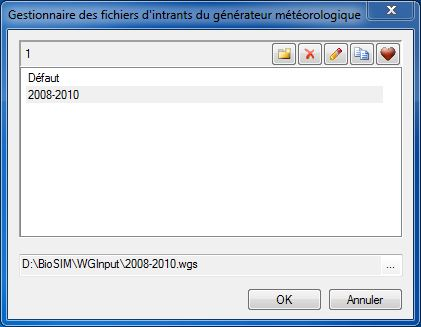 Gestionnaire des fichiers d'intrants du générateur météorologique
1
Défaut
2008-2010
D:\BioSIM\WGInput\2008-2010.wgs
...
OK
Annuler